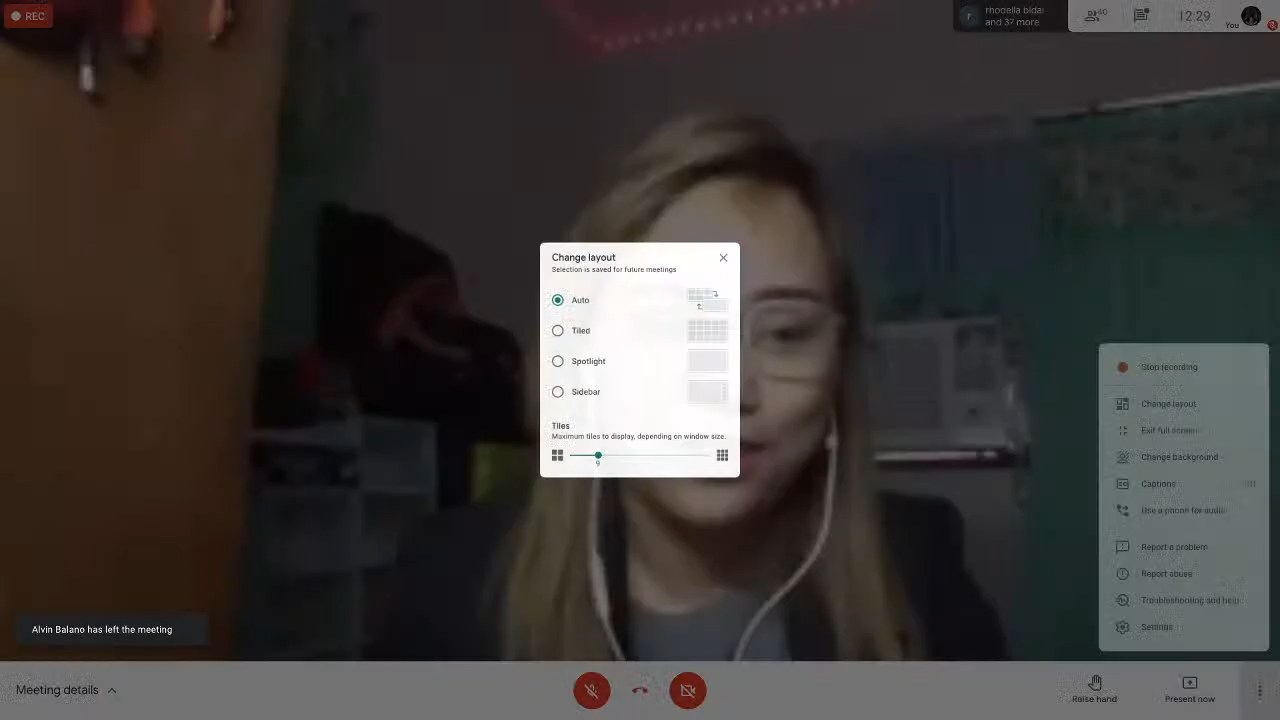 REC
rhodella bidal
and 37 more
40
12:29
You
Change layout
Selection is saved for future meetings
Auto
Tiled
Spotlight
Sidebar
Tiles
Maximum tiles to display, depending on window size.
9
Stop recording
Change layout
Exit full screen
Change background
Captions
Use a phone for audio
Report a problem
Report abuse
Troubleshooting and help
Settings
Alvin Balano has left the meeting
Meeting details
Raise hand
Present now